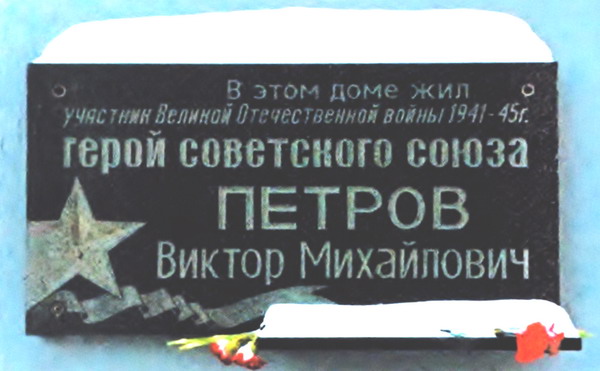 В этом доме жил
участник Великой Отечественной войны 1941-45г.
герой советского союза
ПЕТРОВ
Виктор Михайлович